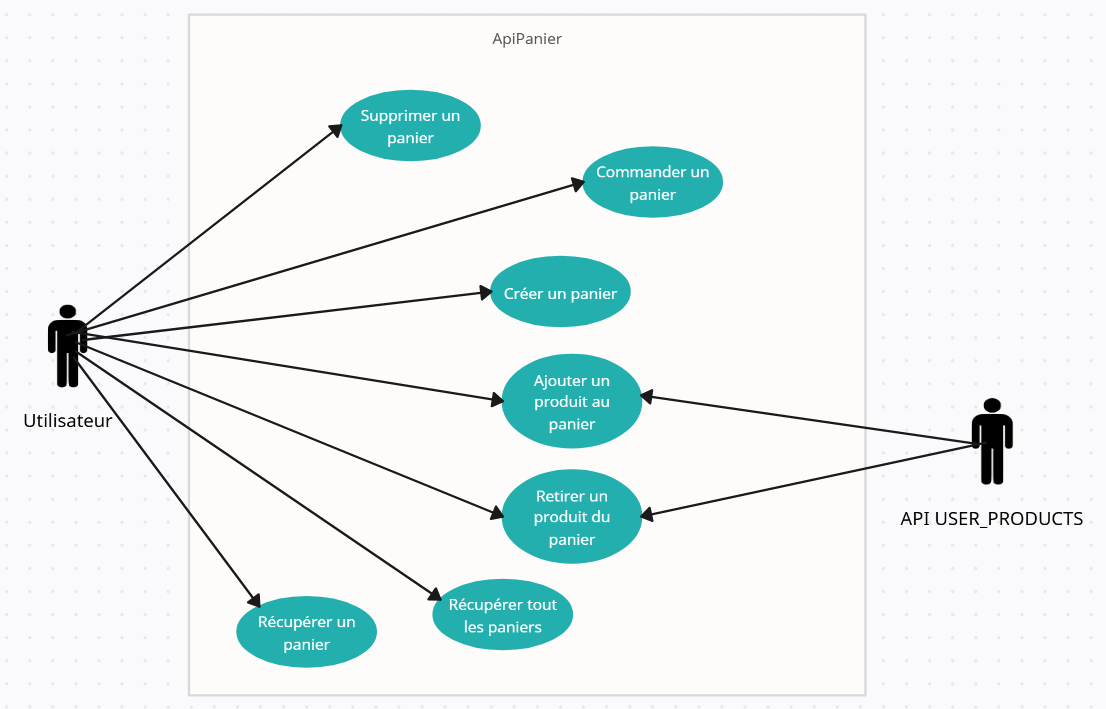 ApiPanier
Supprimer un
panier
Commander un
panier
Créer un panier
Ajouter un
produit au
panier
Utilisateur
Retirer un
produit du
panier
API USER_PRODUCTS
Récupérer tout
les paniers
Récupérer un
panier